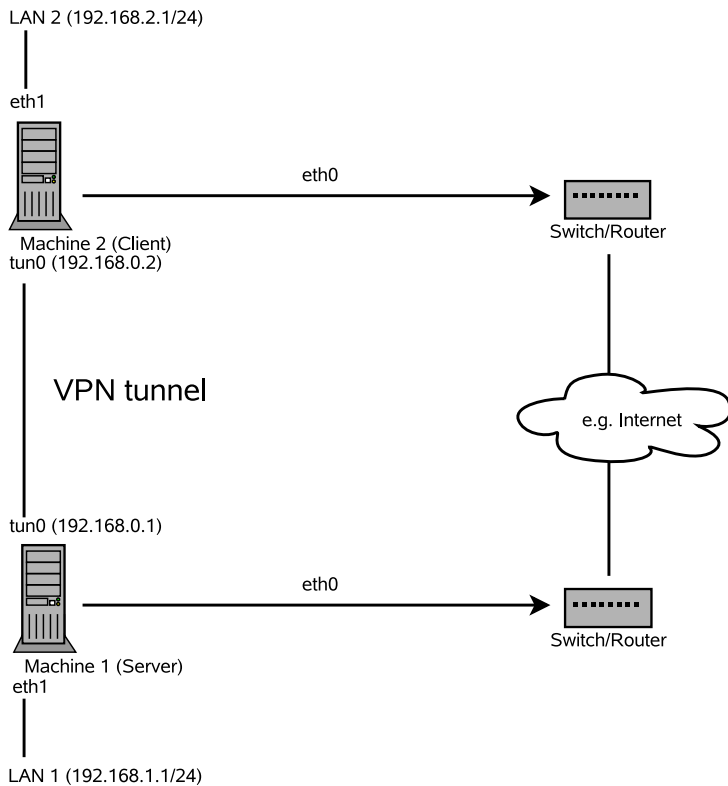 LAN 2 (192.168.2.1/24)
eth1
eth0
Machine 2 (Client)
Switch/Router
tun0 (192.168.0.2)
VPN tunnel
e.g. Internet
tun0 (192.168.0.1)
eth0
Switch/Router
Machine 1 (Server)
eth1
LAN 1 (192.168.1.1/24)